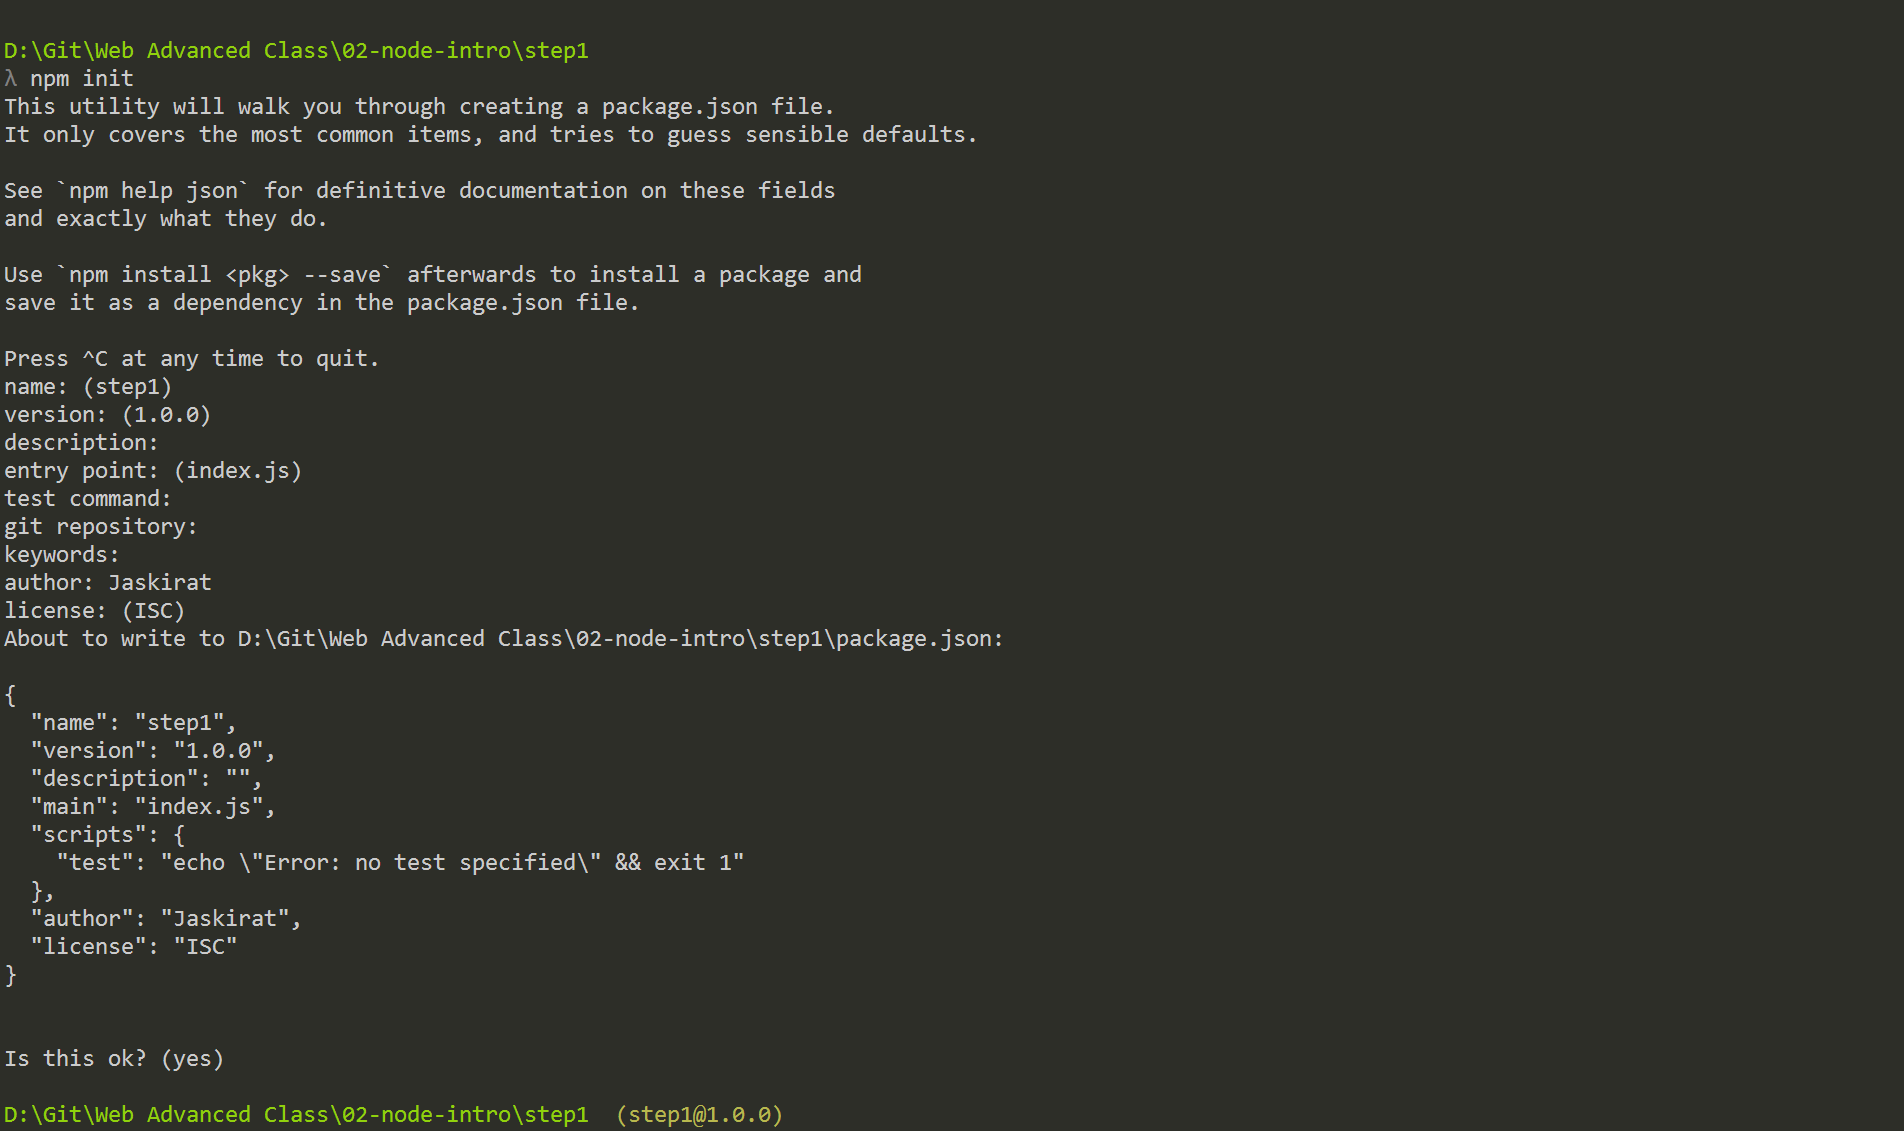 D:\Git\Web Advanced Class\02-node-intro\step1
λ npm init
This utility will walk you through creating a package.json file.
It only covers the most common items, and tries to guess sensible defaults.

See `npm help json` for definitive documentation on these fields
and exactly what they do.

Use `npm install <pkg> --save` afterwards to install a package and
save it as a dependency in the package.json file.

Press ^C at any time to quit.
name: (step1)
version: (1.0.0)
description:
entry point: (index.js)
test command:
git repository:
keywords:
author: Jaskirat
license: (ISC)
About to write to D:\Git\Web Advanced Class\02-node-intro\step1\package.json:

{
  "name": "step1",
  "version": "1.0.0",
  "description": "",
  "main": "index.js",
  "scripts": {
    "test": "echo \"Error: no test specified\" && exit 1"
  },
  "author": "Jaskirat",
  "license": "ISC"
}

Is this ok? (yes)

D:\Git\Web Advanced Class\02-node-intro\step1  (step1@1.0.0)